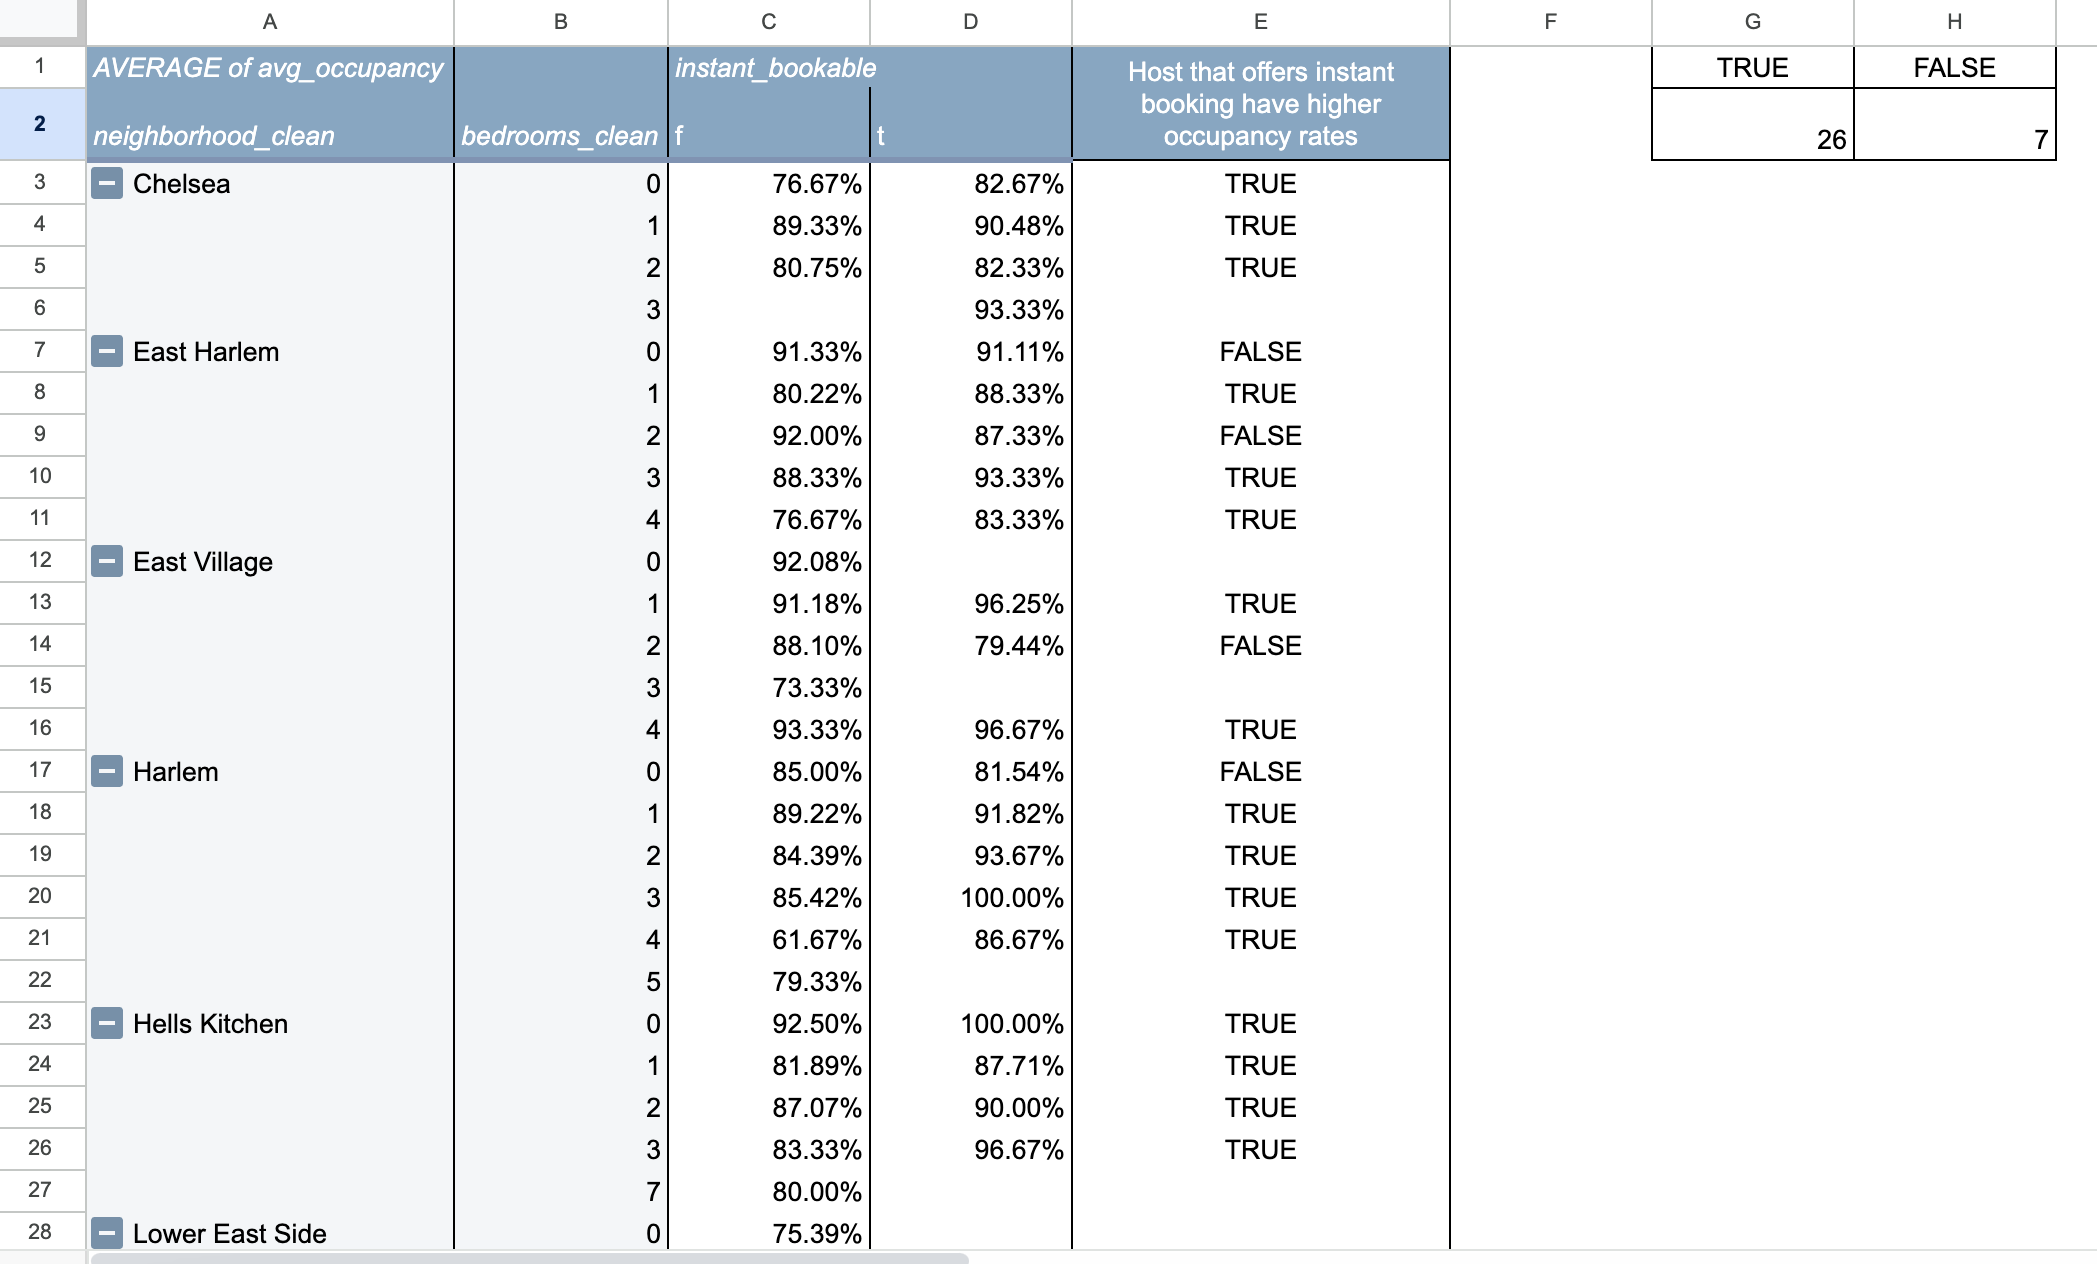 A B C D E F G H
1 AVERAGE of avg_occupancy instant_bookable Host that offers instant booking have higher occupancy rates TRUE FALSE
2 neighborhood_clean bedrooms_clean f t 26 7
3 Chelsea 0 76.67% 82.67% TRUE
4 1 89.33% 90.48% TRUE
5 2 80.75% 82.33% TRUE
6 3 93.33%
7 East Harlem 0 91.33% 91.11% FALSE
8 1 80.22% 88.33% TRUE
9 2 92.00% 87.33% FALSE
10 3 88.33% 93.33% TRUE
11 4 76.67% 83.33% TRUE
12 East Village 0 92.08%
13 1 91.18% 96.25% TRUE
14 2 88.10% 79.44% FALSE
15 3 73.33%
16 4 93.33% 96.67% TRUE
17 Harlem 0 85.00% 81.54% FALSE
18 1 89.22% 91.82% TRUE
19 2 84.39% 93.67% TRUE
20 3 85.42% 100.00% TRUE
21 4 61.67% 86.67% TRUE
22 5 79.33%
23 Hells Kitchen 0 92.50% 100.00% TRUE
24 1 81.89% 87.71% TRUE
25 2 87.07% 90.00% TRUE
26 3 83.33% 96.67% TRUE
27 7 80.00%
28 Lower East Side 0 75.39%